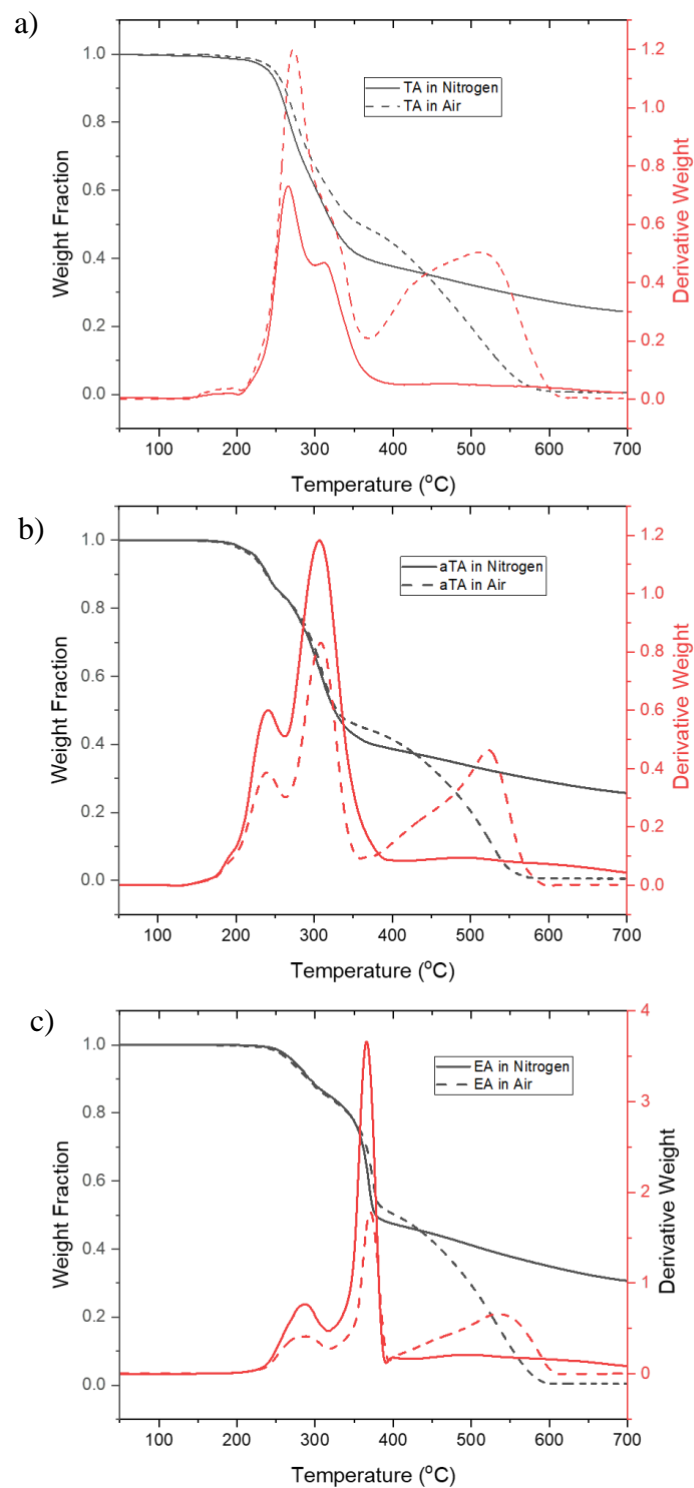 a)
TA in Nitrogen
TA in Air
Weight Fraction
1.0
0.8
0.6
0.4
0.2
0.0
1.2
1.0
0.8
0.6
0.4
0.2
0.0
Derivative Weight
100 200 300 400 500 600 700
Temperature (°C)
b)
aTA in Nitrogen
aTA in Air
Weight Fraction
1.0
0.8
0.6
0.4
0.2
0.0
1.2
1.0
0.8
0.6
0.4
0.2
0.0
Derivative Weight
100 200 300 400 500 600 700
Temperature (°C)
c)
EA in Nitrogen
EA in Air
Weight Fraction
1.0
0.8
0.6
0.4
0.2
0.0
4
3
2
1
0
Derivative Weight
100 200 300 400 500 600 700
Temperature (°C)